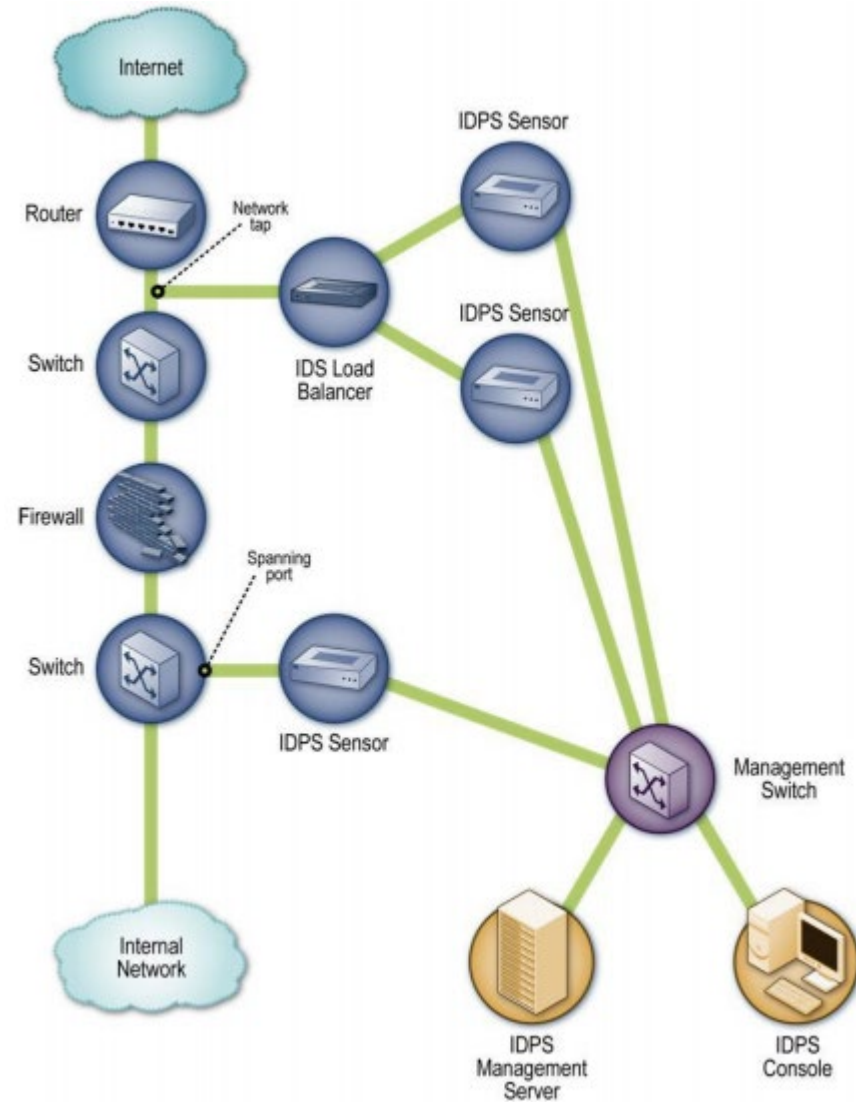 Internet
IDPS Sensor
Router
Network
tap
IDPS Sensor
Switch
IDS Load
Balancer
Firewall
Spanning
port
Switch
IDPS Sensor
Management
Switch
Internal
Network
IDPS
Management
Server
IDPS
Console